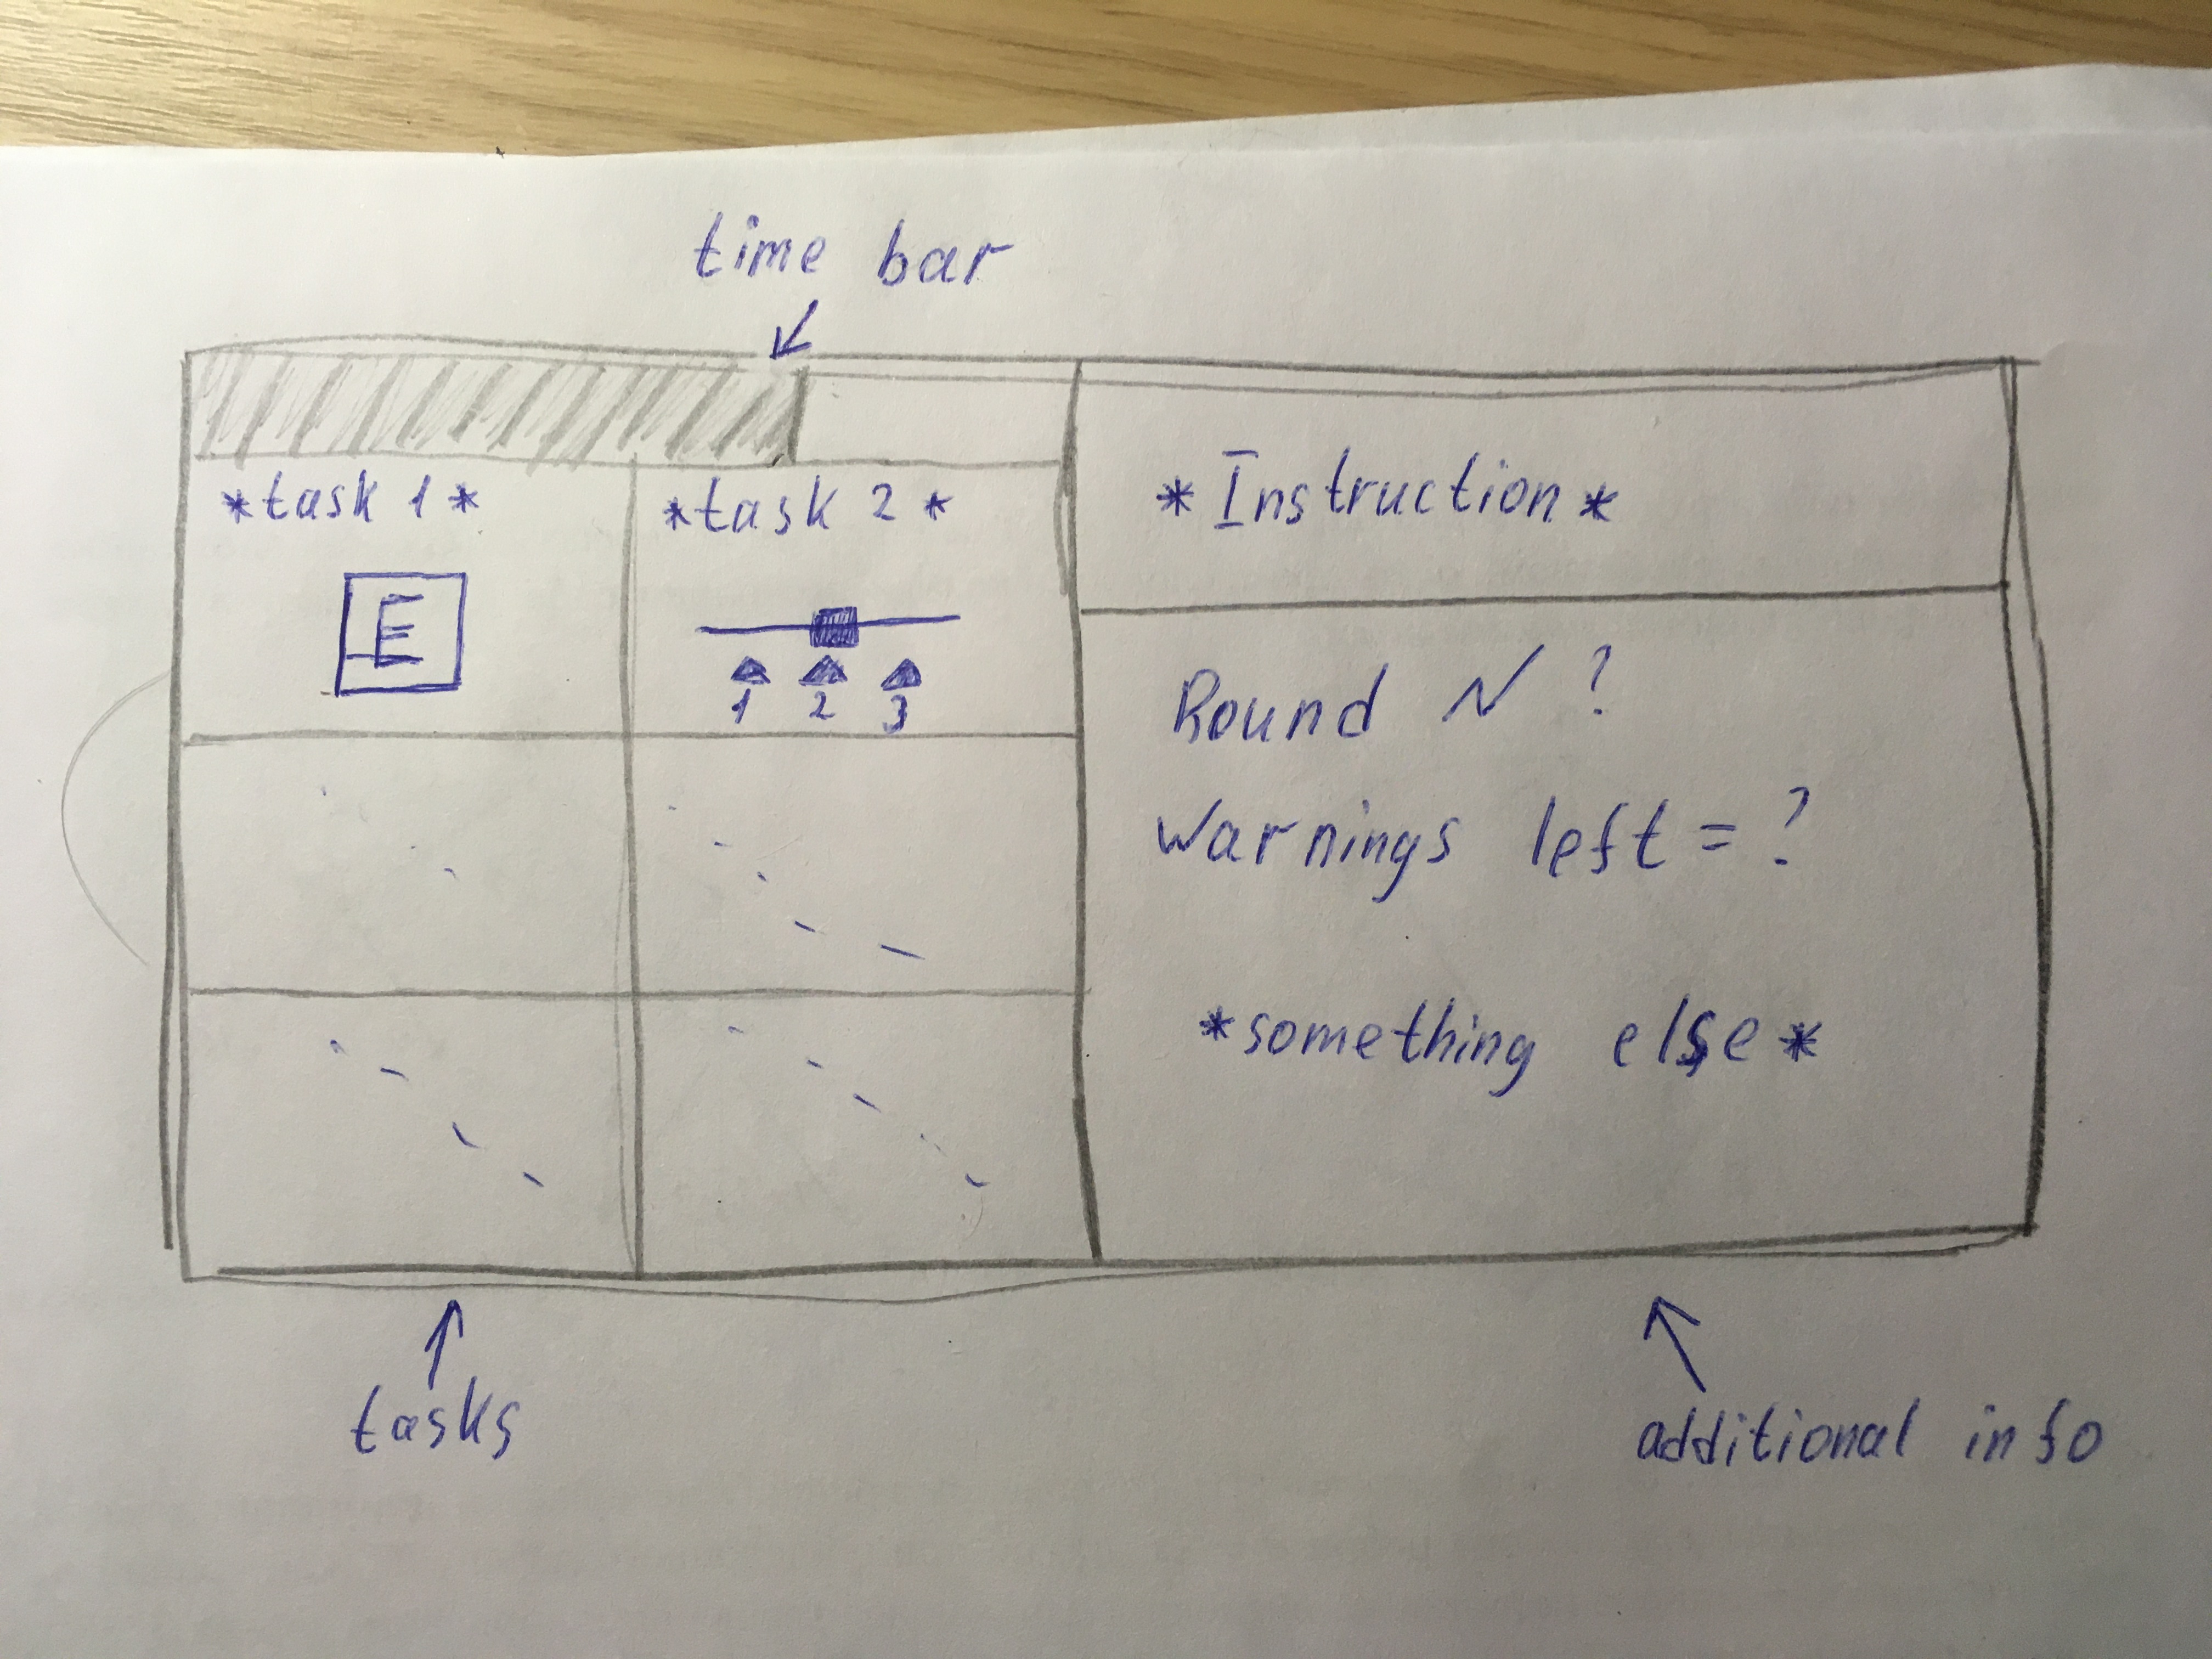 time bar
*task 1*
*task 2*
E
1 2 3
*Instruction*
Round N ?
Warnings left = ?
*something else*
tasks
additional info